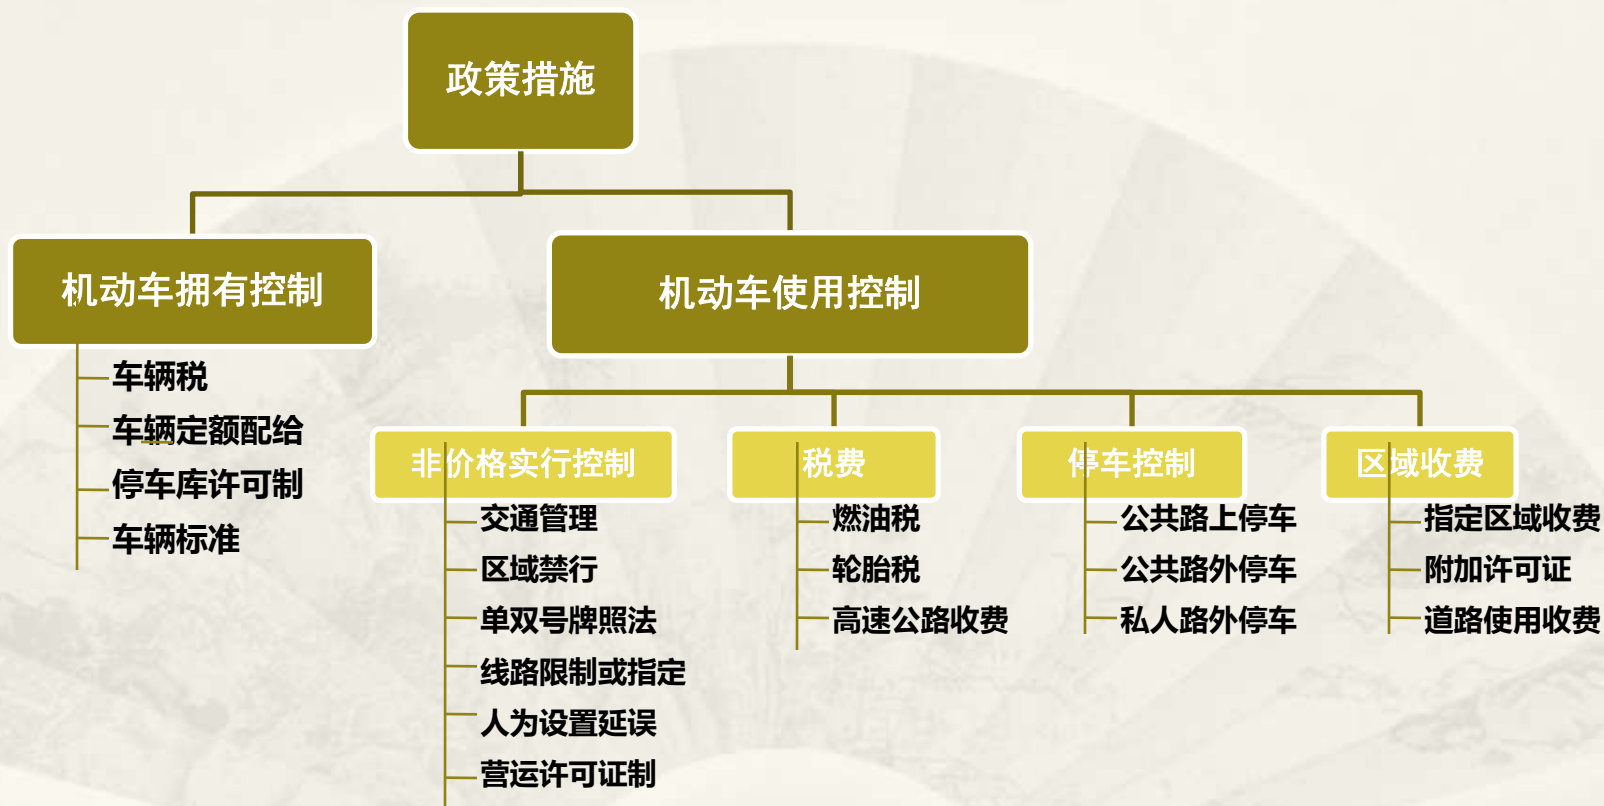 政策措施
机动车拥有控制
车辆税
车辆定额配给
停车库许可制
车辆标准
机动车使用控制
非价格实行控制
交通管理
区域禁行
单双号牌照法
线路限制或指定
人为设置延误
营运许可证制
税费
燃油税
轮胎税
高速公路收费
停车控制
公共路上停车
公共路外停车
私人路外停车
区域收费
指定区域收费
附加许可证
道路使用收费